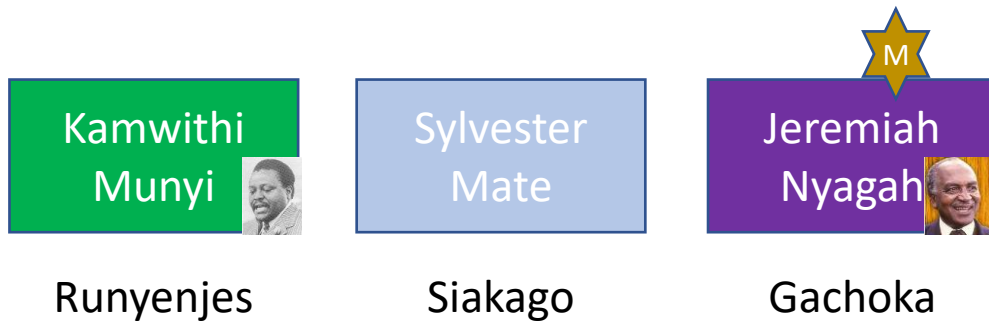 M
Kamwithi
Munyi
Sylvester
Mate
Jeremiah
Nyagah
Runyenjes
Siakago
Gachoka